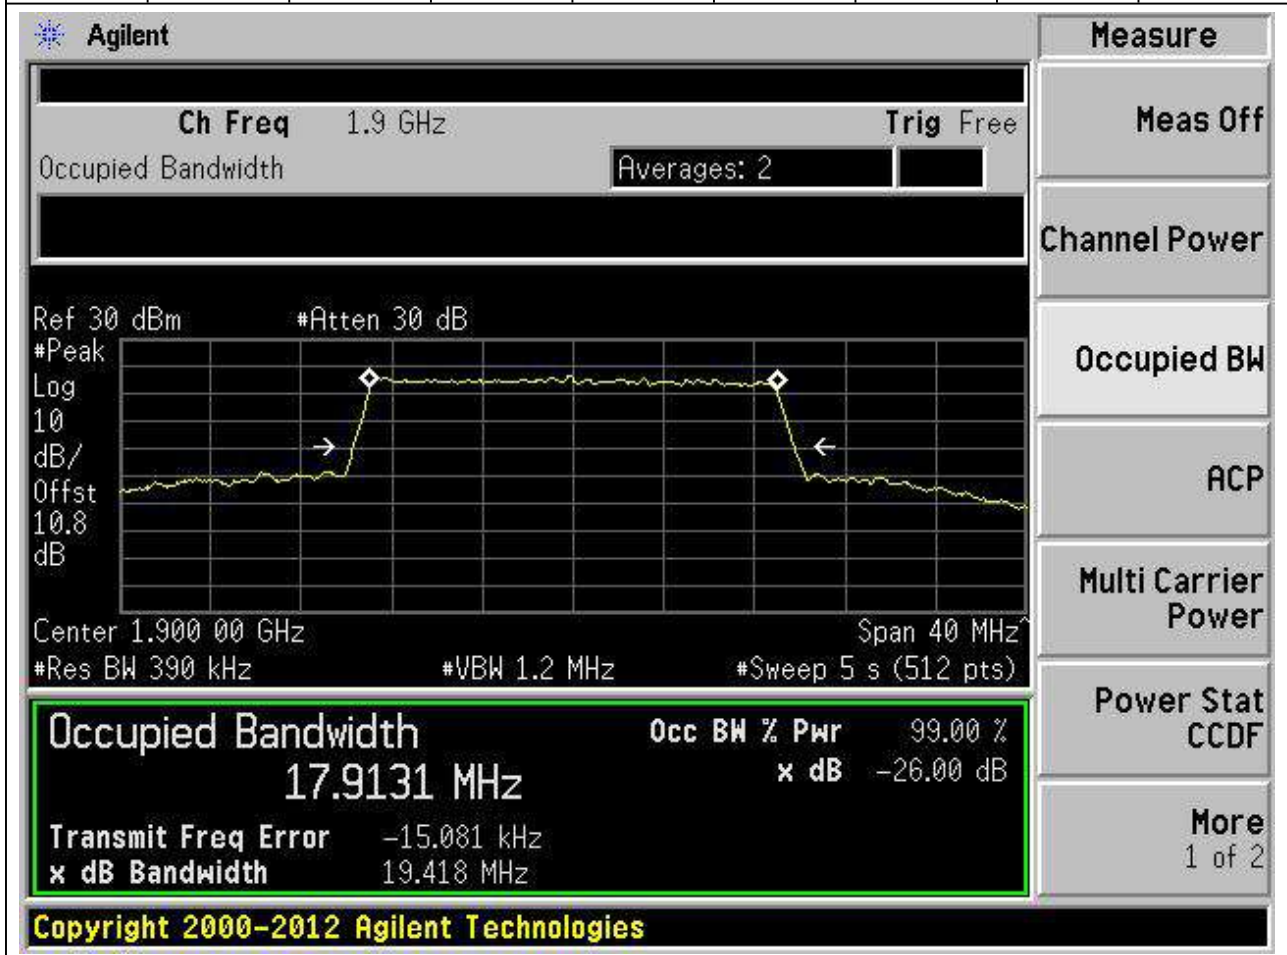 Agilent
Measure
Ch Freq 1.9 GHz Trig Free
Meas Off
Occupied Bandwidth Averages: 2
Channel Power
Ref 30 dBm #Atten 30 dB
#Peak
Log
10
dB/
Offst
10.8
dB
Occupied BW
ACP
Center 1.900 00 GHz Span 40 MHz^
#Res BW 390 kHz #VBW 1.2 MHz #Sweep 5 s (512 pts)
Multi Carrier
Power
Occupied Bandwidth Occ BW % Pwr 99.00 %
17.9131 MHz x dB -26.00 dB
Transmit Freq Error -15.081 kHz
x dB Bandwidth 19.418 MHz
Power Stat
CCDF
More
1 of 2
Copyright 2000-2012 Agilent Technologies